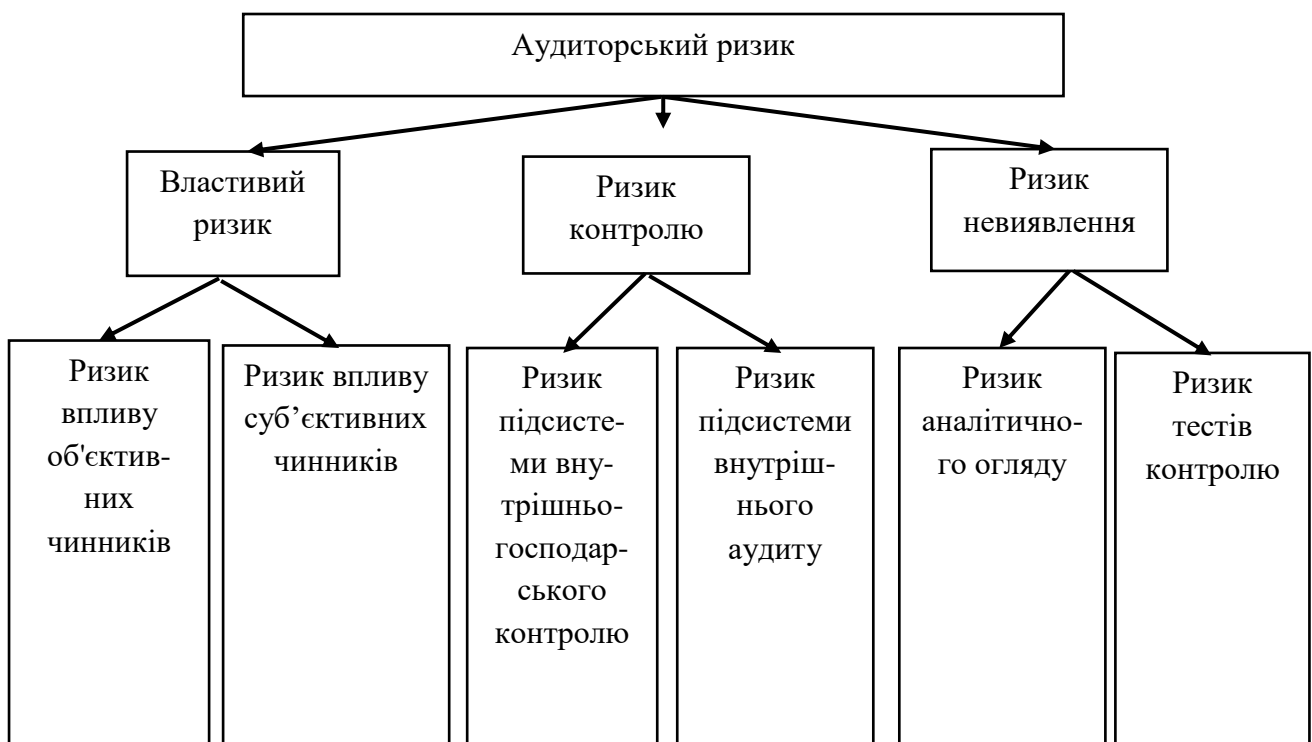 Аудиторський ризик
Властивий
ризик
Ризик
контролю
Ризик
невиявлення
Ризик
впливу
об'єктив-
них
чинників
Ризик впливу
суб’єктивних
чинників
Ризик
підсисте-
ми вну-
трішньо-
господар-
ського
контролю
Ризик
підсистеми
внутріш-
нього
аудиту
Ризик
аналітично-
го огляду
Ризик
тестів
контролю